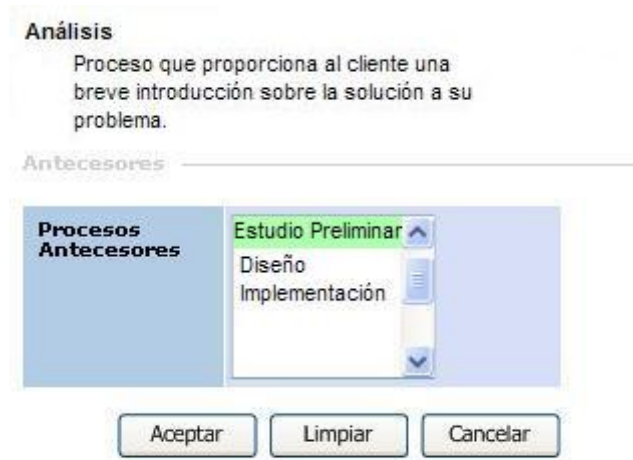 Análisis
Proceso que proporciona al cliente una
breve introducción sobre la solución a su
problema.
Antecesores
Procesos
Antecesores
Estudio Preliminar
Diseño
Implementación
Aceptar Limpiar Cancelar